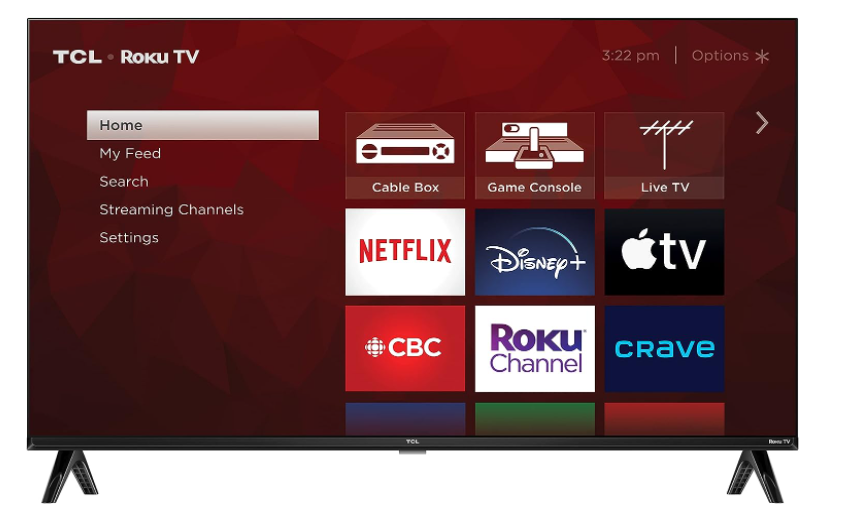 TCL • Roku TV
3:22 pm | Options
Home
My Feed
Search
Streaming Channels
Settings
Cable Box
Game Console
Live TV
NETFLIX
Disney+
tv
CBC
Roku
Channel
crave
TCL
Roku TV